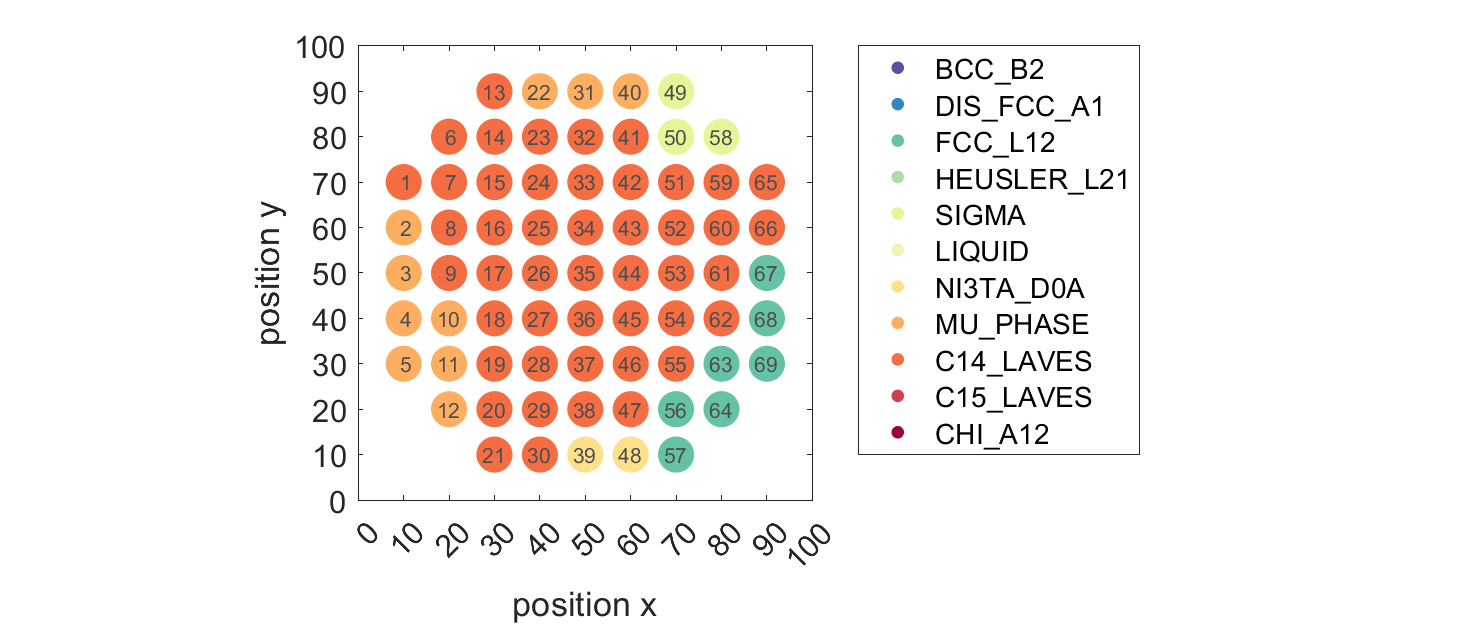 100
90 13 22 31 40 49
80 6 14 23 32 41 50 58
70 1 7 15 24 33 42 51 59 65
60 2 8 16 25 34 43 52 60 66
50 3 9 17 26 35 44 53 61 67
40 4 10 18 27 36 45 54 62 68
30 5 11 19 28 37 46 55 63 69
20 12 20 29 38 47 56 64
10 21 30 39 48 57
0
0 10 20 30 40 50 60 70 80 90 100
position x
position y
BCC_B2
DIS_FCC_A1
FCC_L12
HEUSLER_L21
SIGMA
LIQUID
NI3TA_D0A
MU_PHASE
C14_LAVES
C15_LAVES
CHI_A12